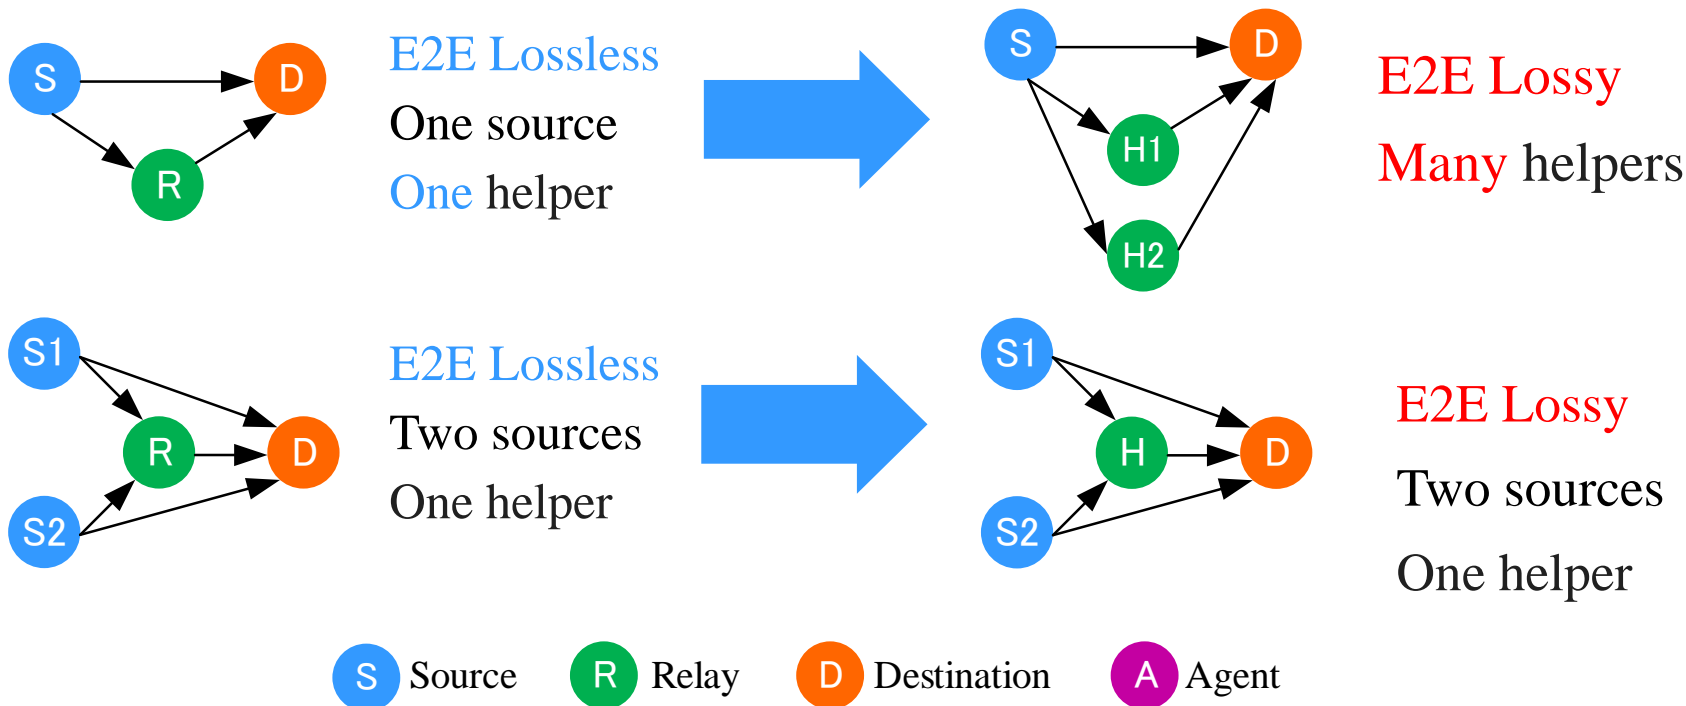 S
D
R
E2E Lossless
One source
One helper
S
D
H1
H2
E2E Lossy
Many helpers
S1
R
D
S2
E2E Lossless
Two sources
One helper
S1
H
D
S2
E2E Lossy
Two sources
One helper
S Source R Relay D Destination A Agent